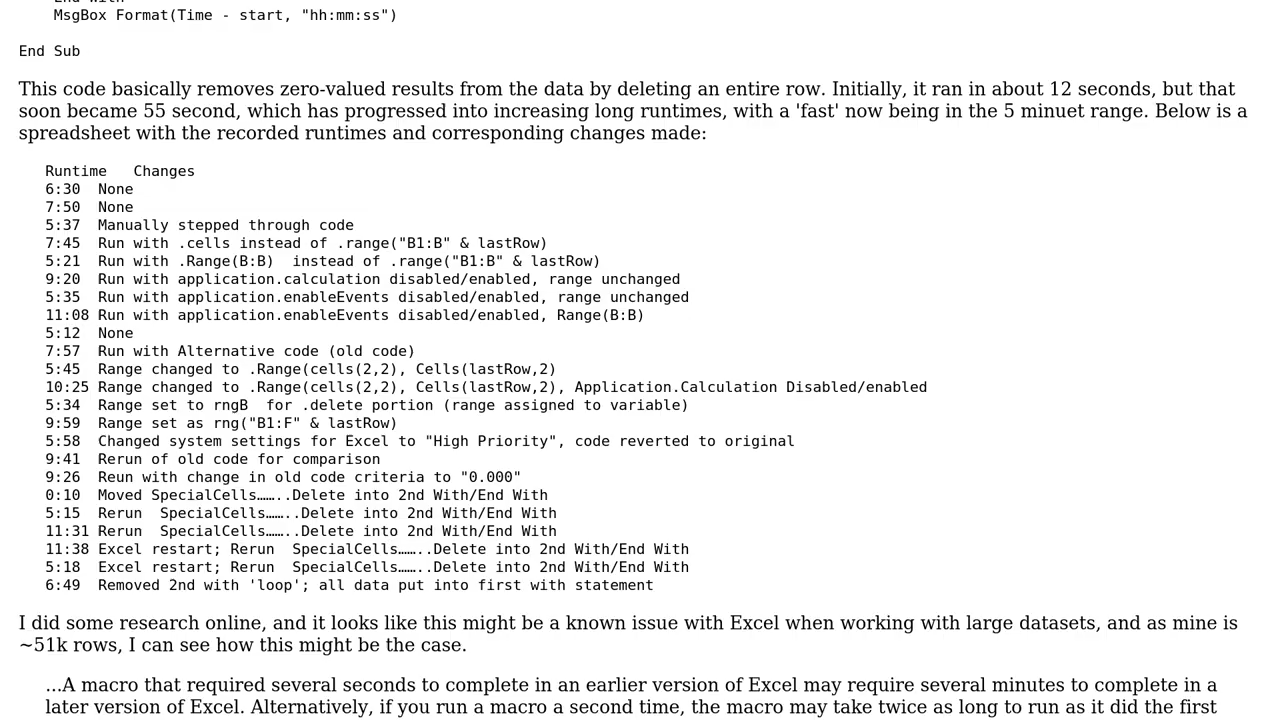 MsgBox Format(Time - start, "hh:mm:ss")
End Sub
This code basically removes zero-valued results from the data by deleting an entire row. Initially, it ran in about 12 seconds, but that
soon became 55 second, which has progressed into increasing long runtimes, with a 'fast' now being in the 5 minuet range. Below is a
spreadsheet with the recorded runtimes and corresponding changes made:
Runtime   Changes
6:30  None
7:50  None
5:37  Manually stepped through code
7:45  Run with .cells instead of .range("B1:B" & lastRow)
5:21  Run with .Range(B:B)  instead of .range("B1:B" & lastRow)
9:20  Run with application.calculation disabled/enabled, range unchanged
5:35  Run with application.enableEvents disabled/enabled, range unchanged
11:08 Run with application.enableEvents disabled/enabled, Range(B:B)
5:12  None
7:57  Run with Alternative code (old code)
5:45  Range changed to .Range(cells(2,2), Cells(lastRow,2)
10:25 Range changed to .Range(cells(2,2), Cells(lastRow,2), Application.Calculation Disabled/enabled
5:34  Range set to rngB  for .delete portion (range assigned to variable)
9:59  Range set as rng("B1:F" & lastRow)
5:58  Changed system settings for Excel to "High Priority", code reverted to original
9:41  Rerun of old code for comparison
9:26  Reun with change in old code criteria to "0.000"
0:10  Moved SpecialCells……..Delete into 2nd With/End With
5:15  Rerun  SpecialCells……..Delete into 2nd With/End With
11:31 Rerun  SpecialCells……..Delete into 2nd With/End With
11:38 Excel restart; Rerun  SpecialCells……..Delete into 2nd With/End With
5:18  Excel restart; Rerun  SpecialCells……..Delete into 2nd With/End With
6:49  Removed 2nd with 'loop'; all data put into first with statement
I did some research online, and it looks like this might be a known issue with Excel when working with large datasets, and as mine is
~51k rows, I can see how this might be the case.
...A macro that required several seconds to complete in an earlier version of Excel may require several minutes to complete in a
later version of Excel. Alternatively, if you run a macro a second time, the macro may take twice as long to run as it did the first